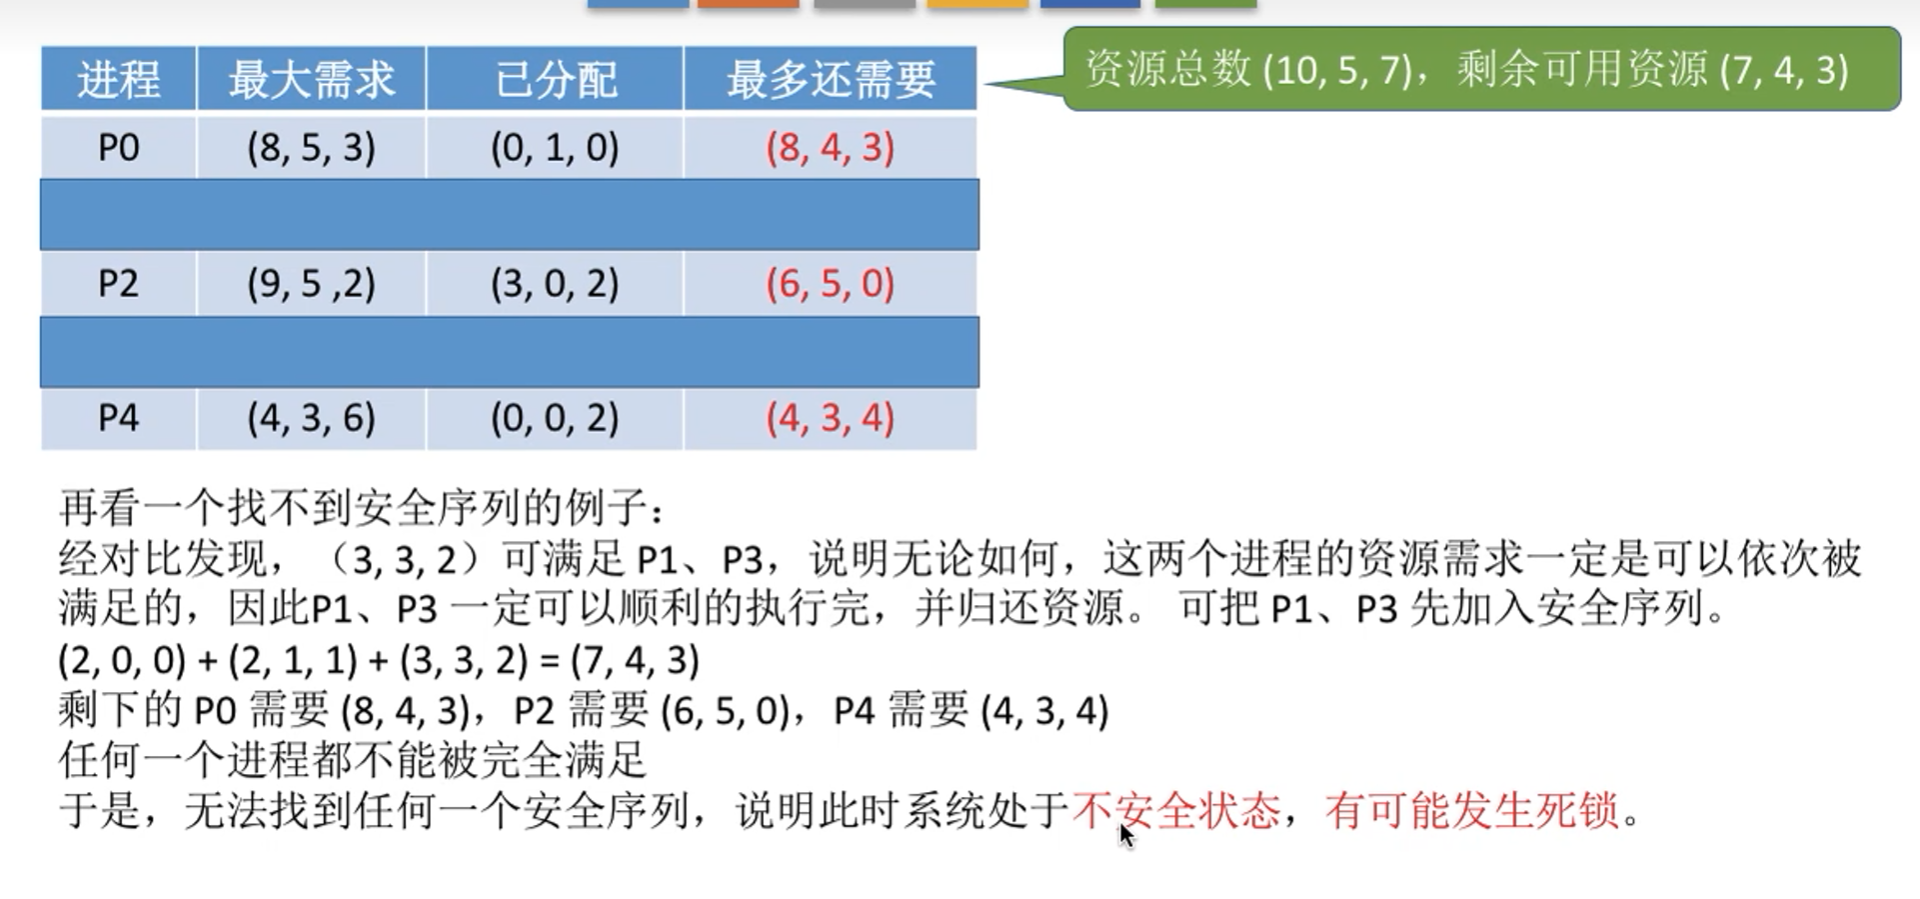 进程 最大需求 已分配 最多还需要
资源总数 (10, 5, 7)，剩余可用资源 (7, 4, 3)
P0 (8, 5, 3) (0, 1, 0) (8, 4, 3)
P2 (9, 5 ,2) (3, 0, 2) (6, 5, 0)
P4 (4, 3, 6) (0, 0, 2) (4, 3, 4)
再看一个找不到安全序列的例子：
经对比发现，（3, 3, 2）可满足 P1、P3，说明无论如何，这两个进程的资源需求一定是可以依次被
满足的，因此P1、P3 一定可以顺利的执行完，并归还资源。 可把 P1、P3 先加入安全序列。
(2, 0, 0) + (2, 1, 1) + (3, 3, 2) = (7, 4, 3)
剩下的 P0 需要 (8, 4, 3)，P2 需要 (6, 5, 0)，P4 需要 (4, 3, 4)
任何一个进程都不能被完全满足
于是，无法找到任何一个安全序列，说明此时系统处于不安全状态，有可能发生死锁。